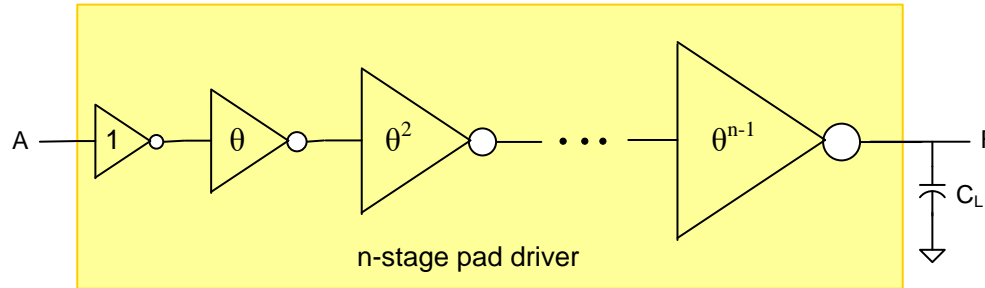 A
1
θ
θ²
• • •
θⁿ⁻¹
C_L
n-stage pad driver